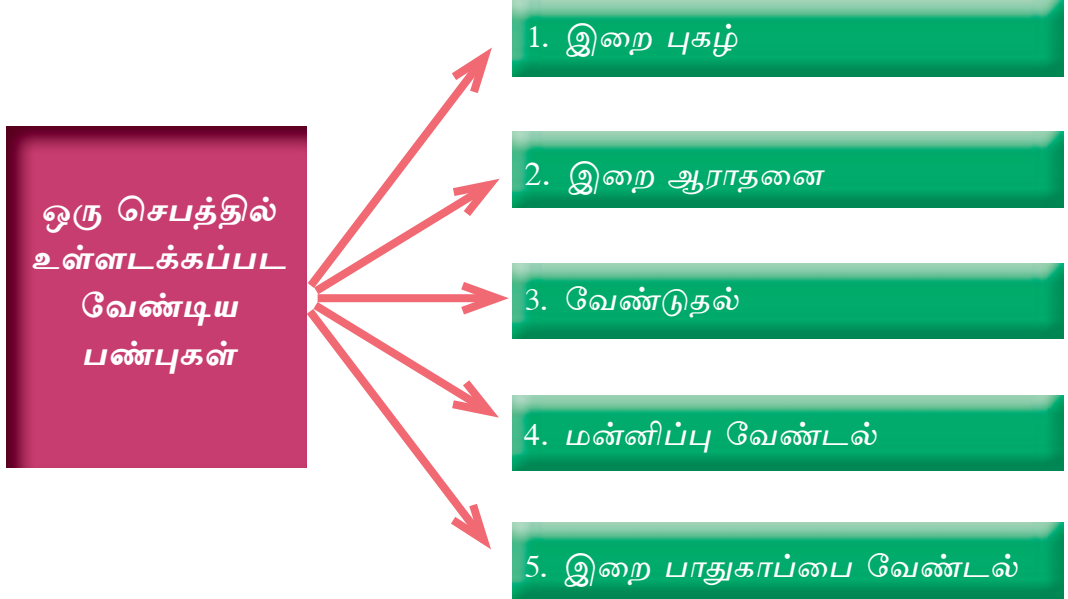 ஒரு செபத்தில்
உள்ளடக்கப்பட
வேண்டிய
பண்புகள்
1. இறை புகழ்
2. இறை ஆராதனை
3. வேண்டுதல்
4. மன்னிப்பு வேண்டல்
5. இறை பாதுகாப்பை வேண்டல்